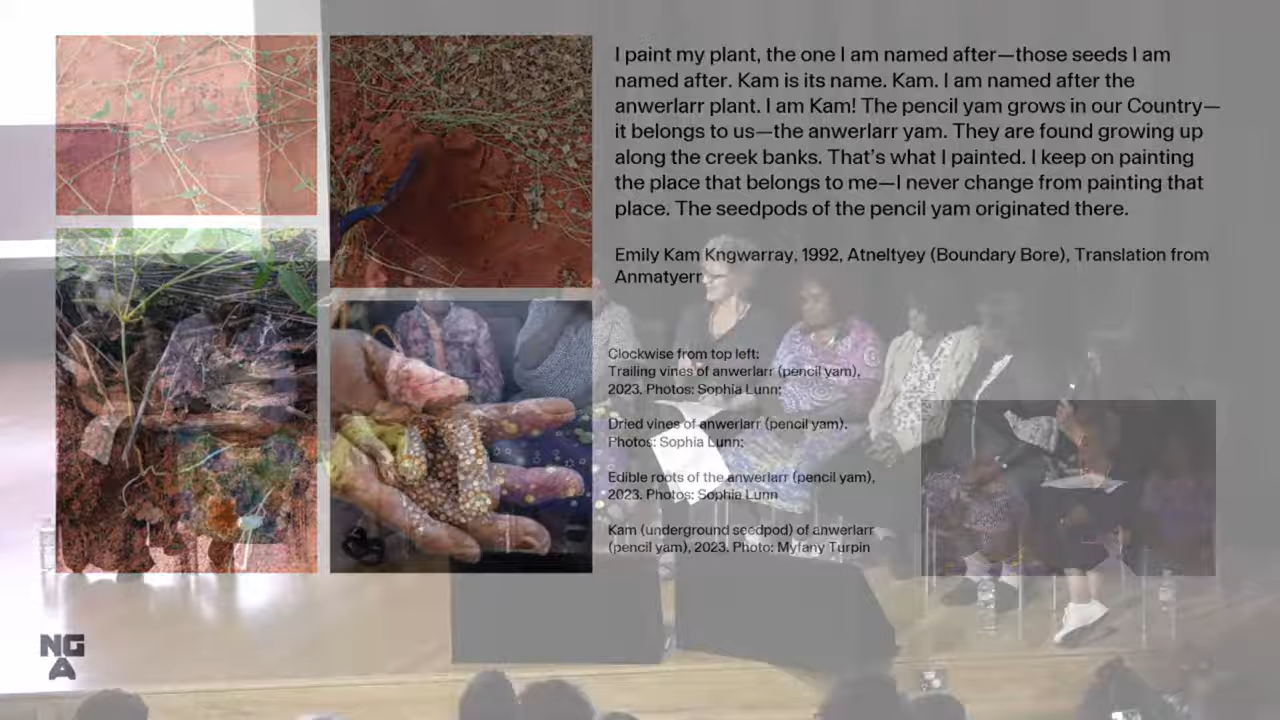 I paint my plant, the one I am named after—those seeds I am
named after. Kam is its name. Kam. I am named after the
anwerlarr plant. I am Kam! The pencil yam grows in our Country—
it belongs to us—the anwerlarr yam. They are found growing up
along the creek banks. That's what I painted. I keep on painting
the place that belongs to me—I never change from painting that
place. The seedpods of the pencil yam originated there.
Emily Kam Kngwarray, 1992, Atneltyey (Boundary Bore), Translation from
Anmatyerr
Clockwise from top left:
Trailing vines of anwerlarr (pencil yam),
2023. Photos: Sophia Lunn;
Dried vines of anwerlarr (pencil yam).
Photos: Sophia Lunn;
Edible roots of the anwerlarr (pencil yam),
2023. Photos: Sophia Lunn
Kam (underground seedpod) of anwerlarr
(pencil yam), 2023. Photo: Myfany Turpin
NG
A